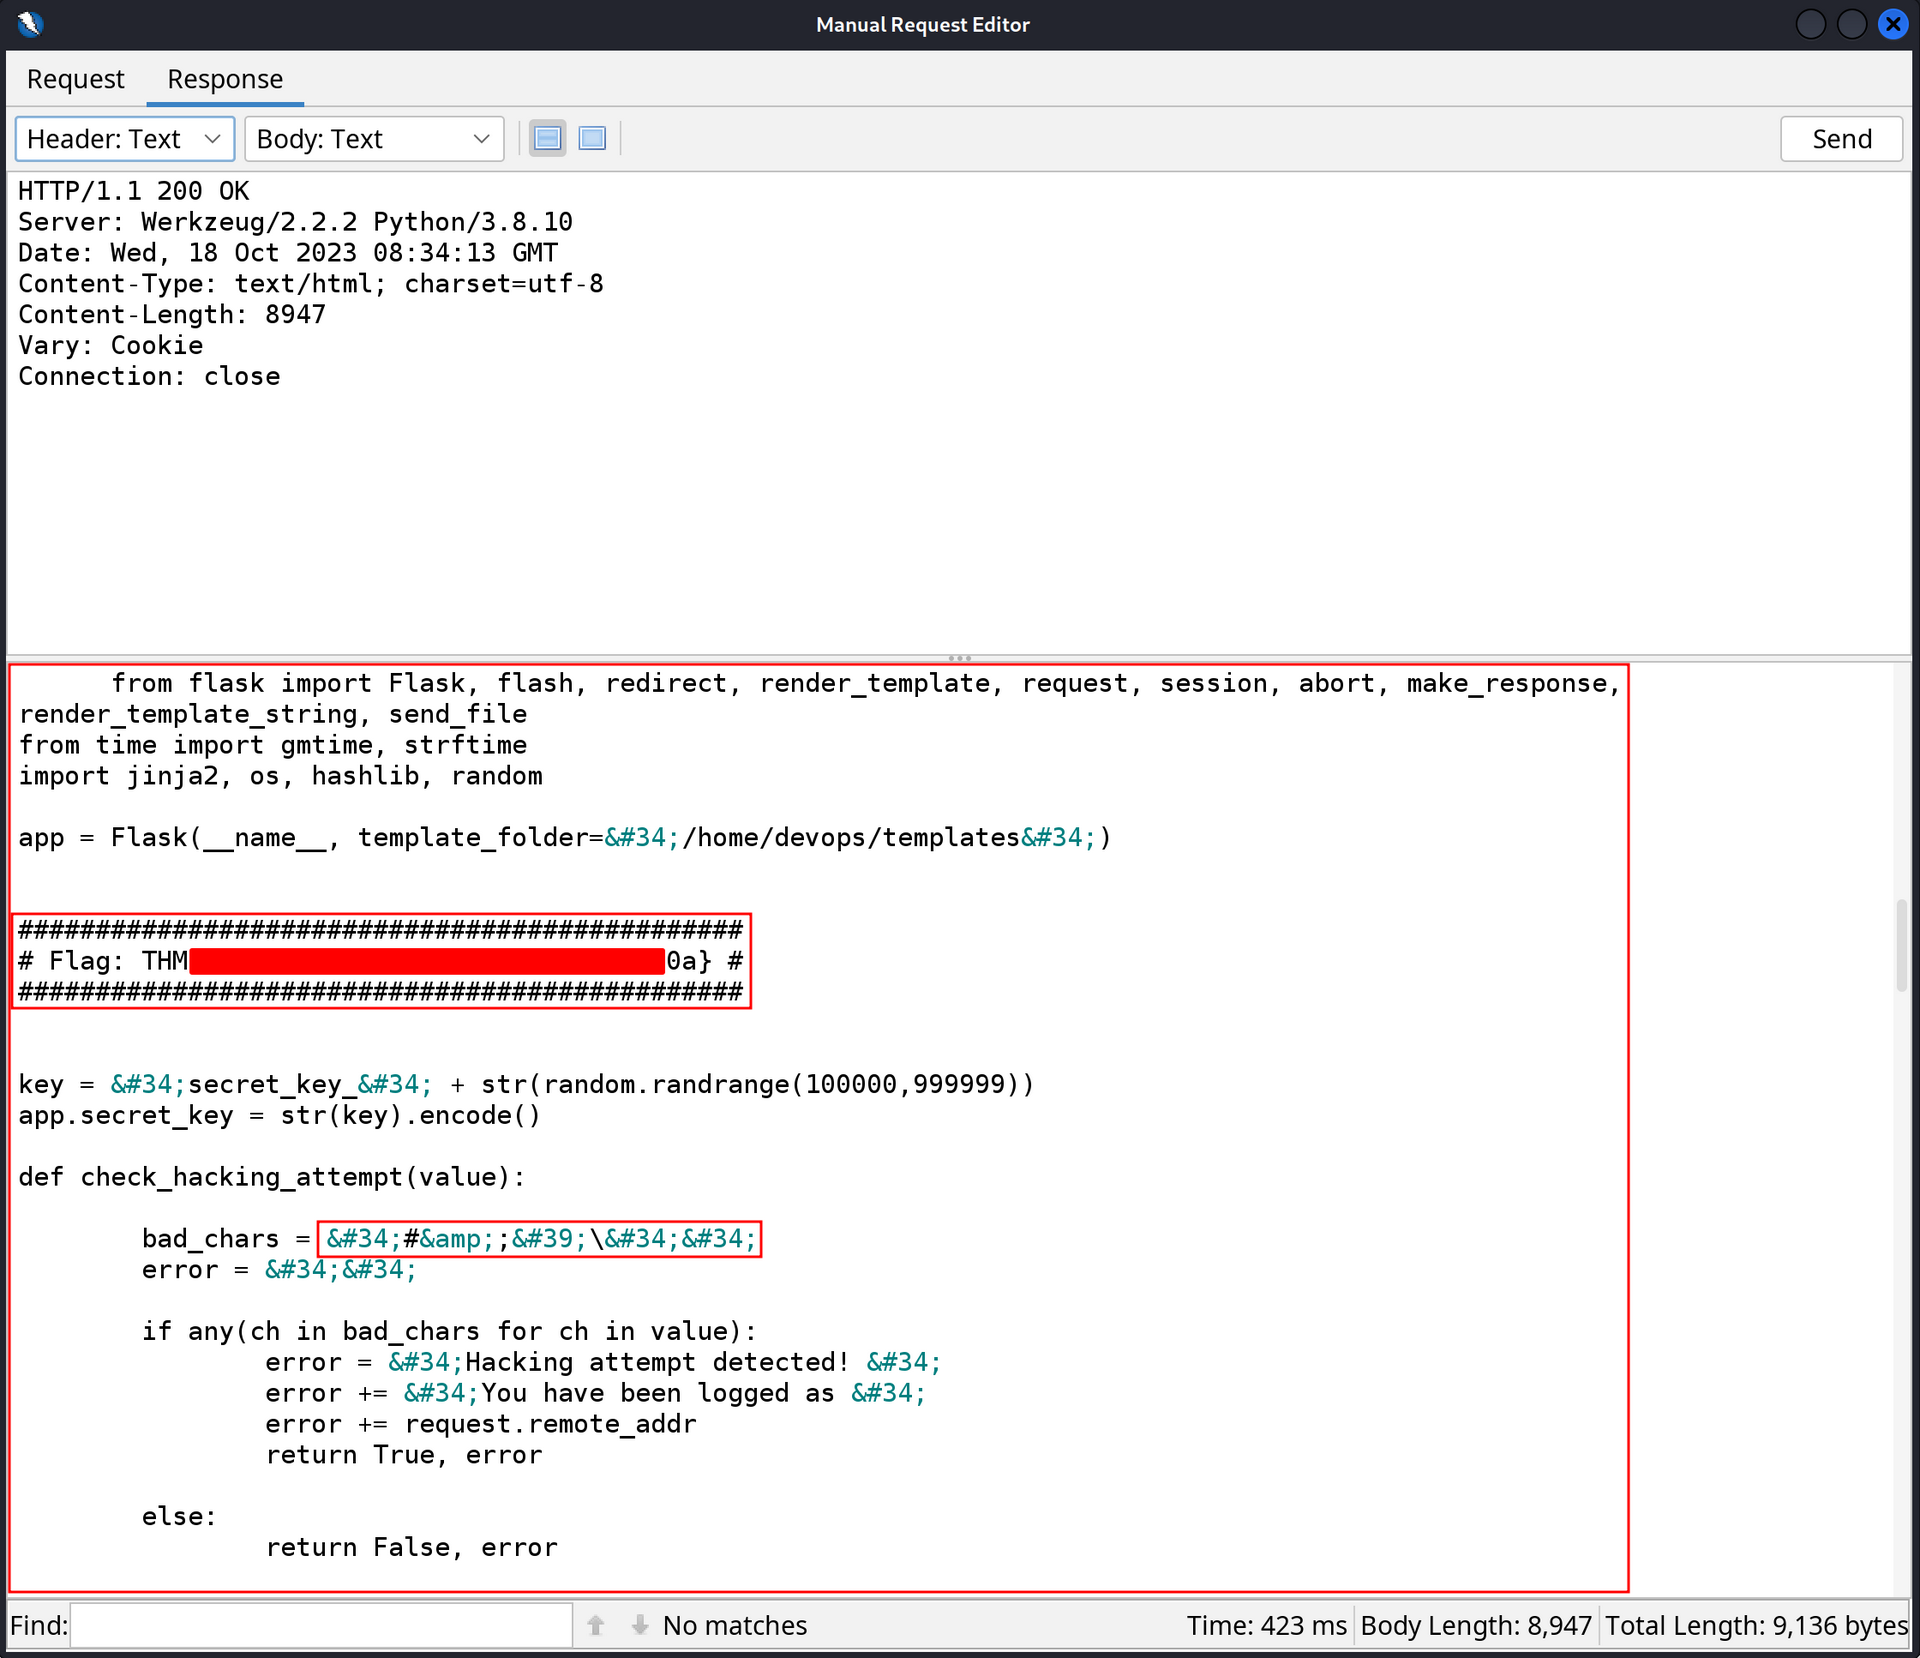 Manual Request Editor
Request Response
Header: Text Body: Text Send
HTTP/1.1 200 OK
Server: Werkzeug/2.2.2 Python/3.8.10
Date: Wed, 18 Oct 2023 08:34:13 GMT
Content-Type: text/html; charset=utf-8
Content-Length: 8947
Vary: Cookie
Connection: close
from flask import Flask, flash, redirect, render_template, request, session, abort, make_response,
render_template_string, send_file
from time import gmtime, strftime
import jinja2, os, hashlib, random
app = Flask(__name__, template_folder=&#34;/home/devops/templates&#34;)
###############################################
# Flag: THM 0a} #
###############################################
key = &#34;secret_key_&#34; + str(random.randrange(100000,999999))
app.secret_key = str(key).encode()
def check_hacking_attempt(value):
bad_chars = &#34;#&amp;;&#39;\&#34;&#34;
error = &#34;&#34;
if any(ch in bad_chars for ch in value):
error = &#34;Hacking attempt detected! &#34;
error += &#34;You have been logged as &#34;
error += request.remote_addr
return True, error
else:
return False, error
Find: No matches Time: 423 ms Body Length: 8,947 Total Length: 9,136 bytes